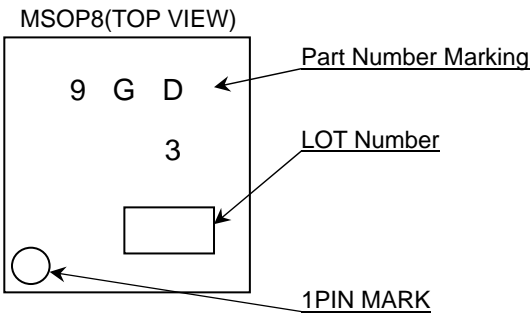 MSOP8(TOP VIEW)
Part Number Marking
9 G D
3
LOT Number
1PIN MARK